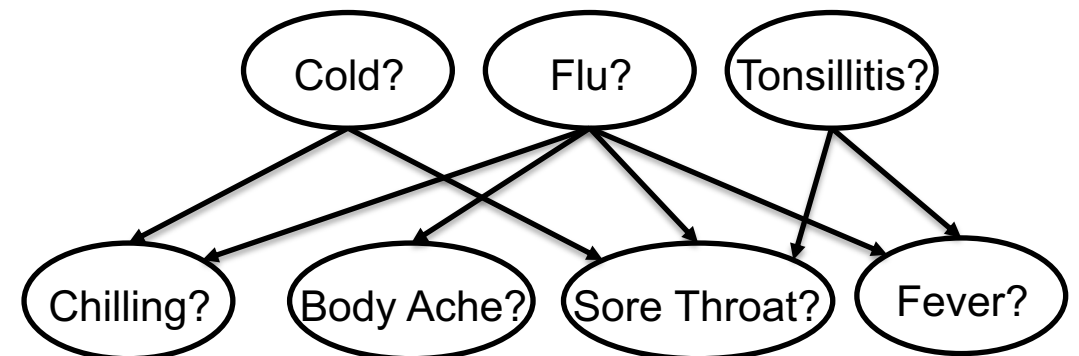 Cold?
Flu?
Tonsillitis?
Chilling?
Body Ache?
Sore Throat?
Fever?